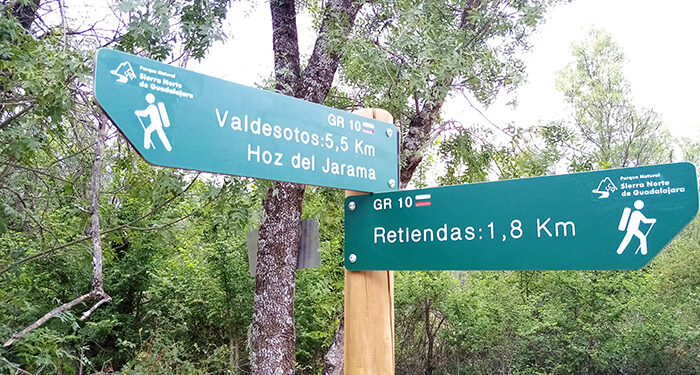 Parque Natural
Sierra Norte
de Guadalajara
GR 10
Valdesotos:5,5 Km
Hoz del Jarama
Parque Natural
Sierra Norte
de Guadalajara
GR 10
Retiendas:1,8 Km